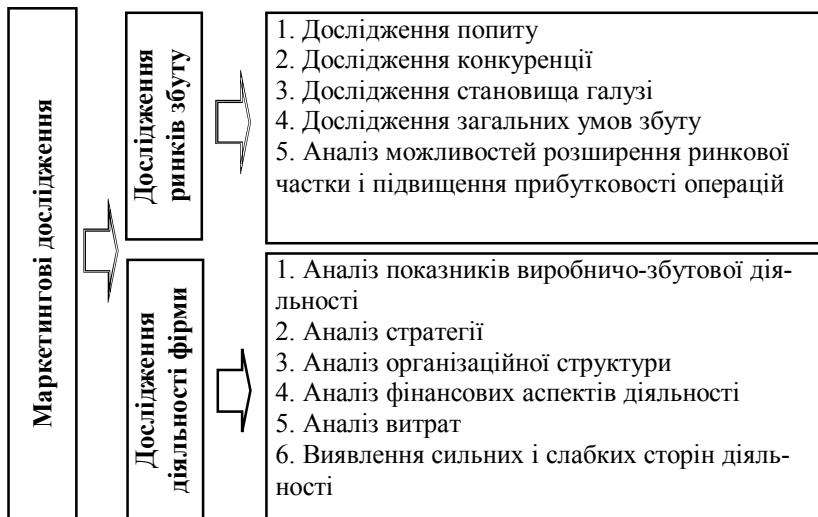 Маркетингові дослідження
Дослідження
ринків збуту
1. Дослідження попиту
2. Дослідження конкуренції
3. Дослідження становища галузі
4. Дослідження загальних умов збуту
5. Аналіз можливостей розширення ринкової
частки і підвищення прибутковості операцій
Дослідження
діяльності фірми
1. Аналіз показників виробничо-збутової дія-
льності
2. Аналіз стратегії
3. Аналіз організаційної структури
4. Аналіз фінансових аспектів діяльності
5. Аналіз витрат
6. Виявлення сильних і слабких сторін діяль-
ності